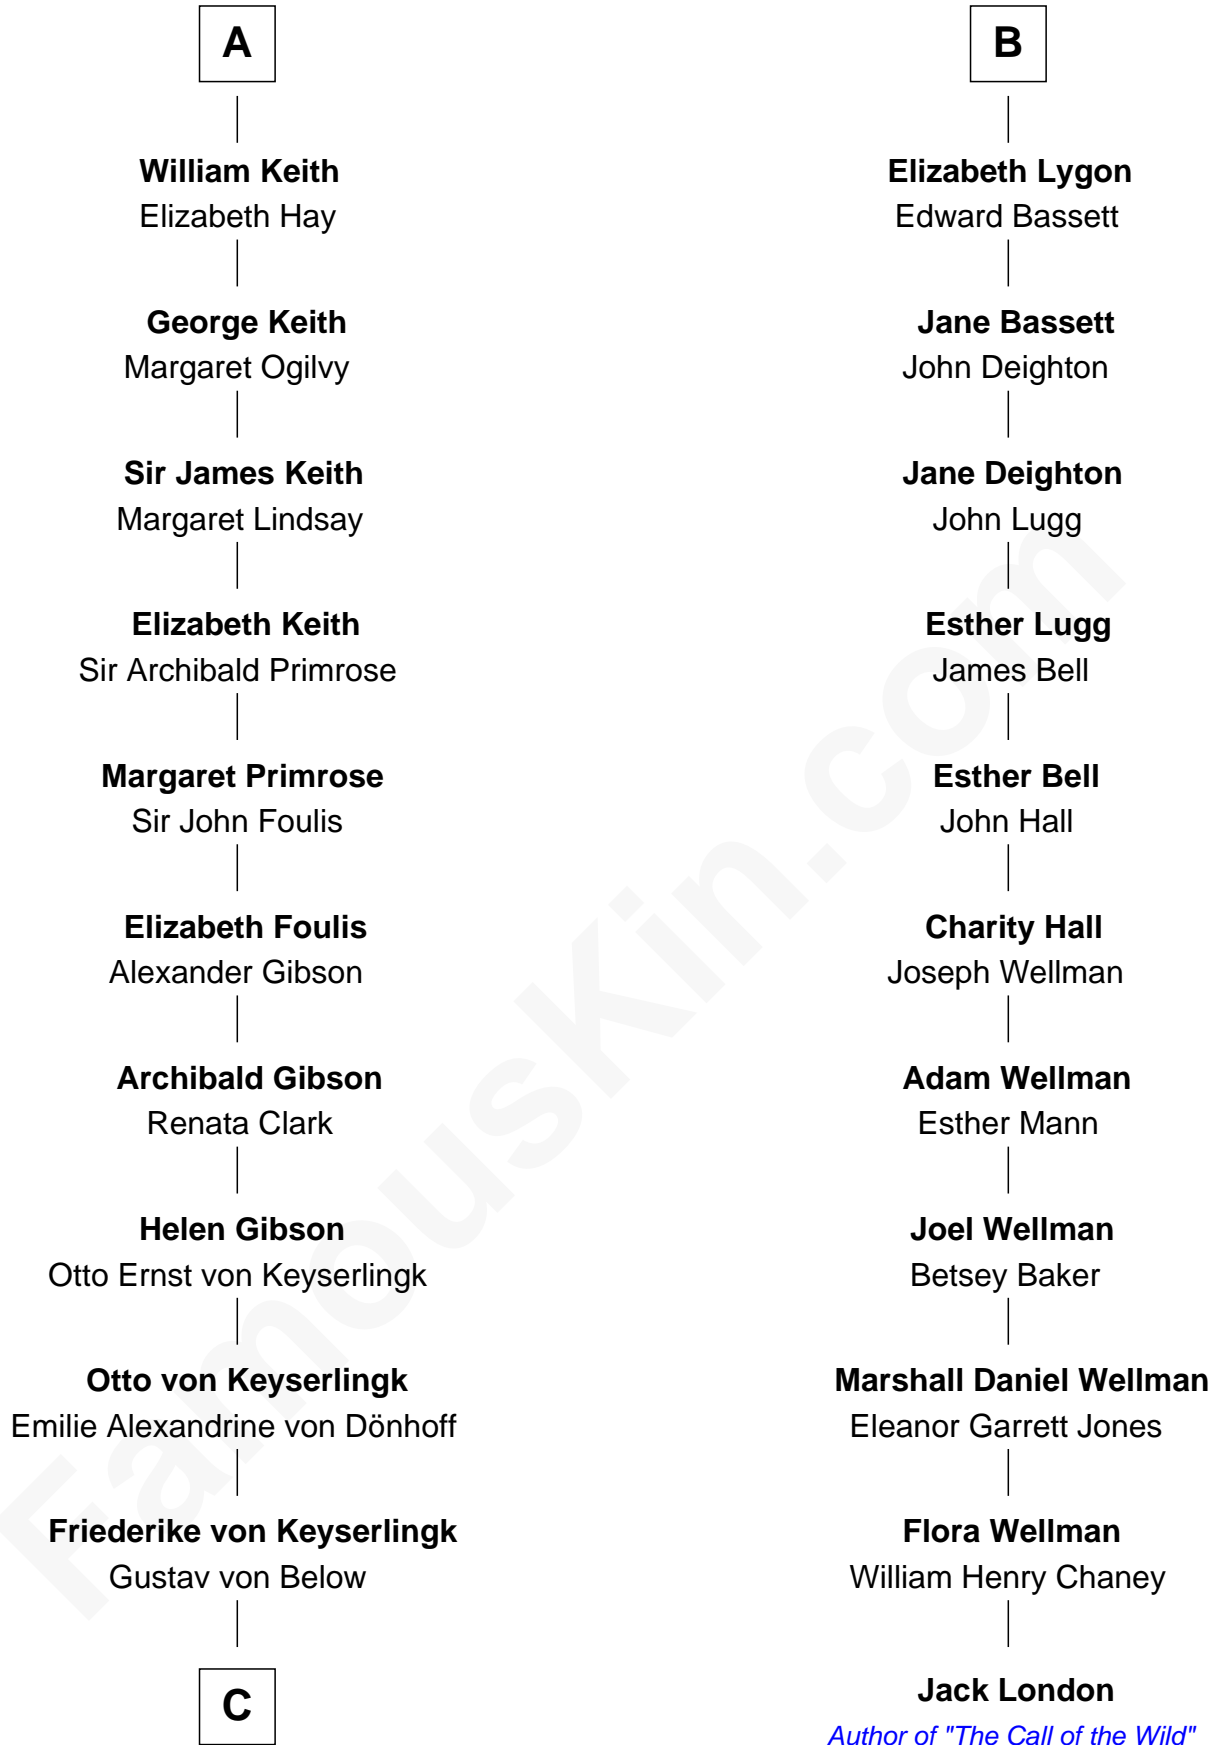 A
William Keith
Elizabeth Hay
George Keith
Margaret Ogilvy
Sir James Keith
Margaret Lindsay
Elizabeth Keith
Sir Archibald Primrose
Margaret Primrose
Sir John Foulis
Elizabeth Foulis
Alexander Gibson
Archibald Gibson
Renata Clark
Helen Gibson
Otto Ernst von Keyserlingk
Otto von Keyserlingk
Emilie Alexandrine von Dönhoff
Friederike von Keyserlingk
Gustav von Below
C
B
Elizabeth Lygon
Edward Bassett
Jane Bassett
John Deighton
Jane Deighton
John Lugg
Esther Lugg
James Bell
Esther Bell
John Hall
Charity Hall
Joseph Wellman
Adam Wellman
Esther Mann
Joel Wellman
Betsey Baker
Marshall Daniel Wellman
Eleanor Garrett Jones
Flora Wellman
William Henry Chaney
Jack London
Author of "The Call of the Wild"
FamousKin.com